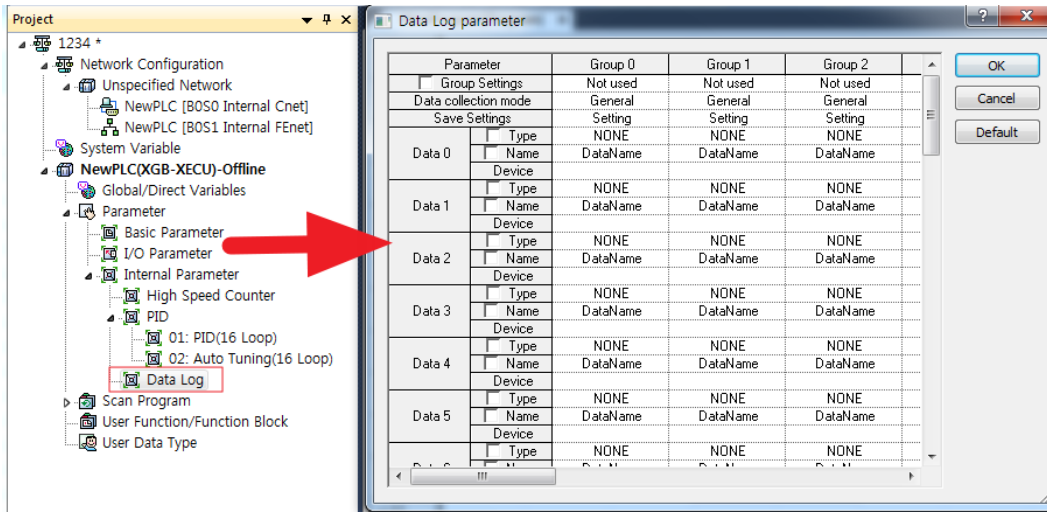 Project
1234 *
Network Configuration
Unspecified Network
NewPLC [B0S0 Internal Cnet]
NewPLC [B0S1 Internal FEnet]
System Variable
NewPLC(XGB-XECU)-Offline
Global/Direct Variables
Parameter
Basic Parameter
I/O Parameter
Internal Parameter
High Speed Counter
PID
01: PID(16 Loop)
02: Auto Tuning(16 Loop)
Data Log
Scan Program
User Function/Function Block
User Data Type
Data Log parameter
Parameter Group 0 Group 1 Group 2
Group Settings Not used Not used Not used
Data collection mode General General General
Save Settings Setting Setting Setting
Data 0
Type NONE NONE NONE
Name DataName DataName DataName
Device
Data 1
Type NONE NONE NONE
Name DataName DataName DataName
Device
Data 2
Type NONE NONE NONE
Name DataName DataName DataName
Device
Data 3
Type NONE NONE NONE
Name DataName DataName DataName
Device
Data 4
Type NONE NONE NONE
Name DataName DataName DataName
Device
Data 5
Type NONE NONE NONE
Name DataName DataName DataName
Device
Type NONE NONE NONE
OK
Cancel
Default